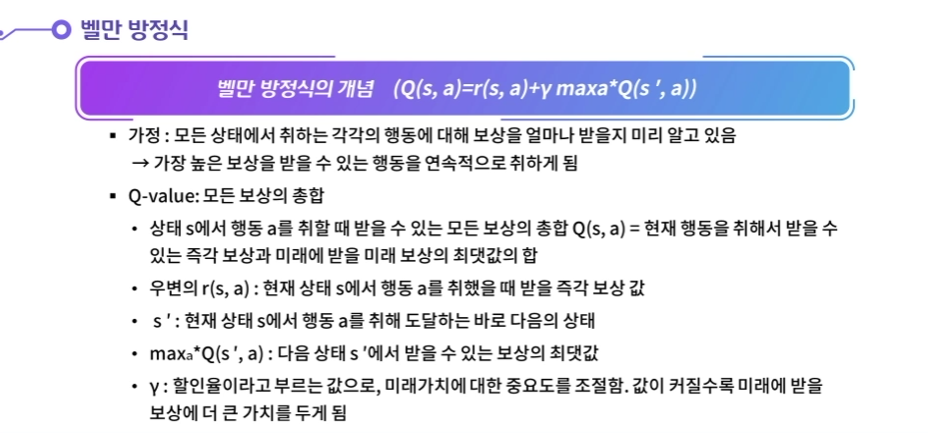 벨만 방정식
벨만 방정식의 개념 (Q(s, a)=r(s, a)+γ maxa*Q(s ′, a))
▪ 가정 : 모든 상태에서 취하는 각각의 행동에 대해 보상을 얼마나 받을지 미리 알고 있음
→ 가장 높은 보상을 받을 수 있는 행동을 연속적으로 취하게 됨
▪ Q-value: 모든 보상의 총합
• 상태 s에서 행동 a를 취할 때 받을 수 있는 모든 보상의 총합 Q(s, a) = 현재 행동을 취해서 받을 수
있는 즉각 보상과 미래에 받을 미래 보상의 최댓값의 합
• 우변의 r(s, a) : 현재 상태 s에서 행동 a를 취했을 때 받을 즉각 보상 값
• s ′ : 현재 상태 s에서 행동 a를 취해 도달하는 바로 다음의 상태
• maxₐ*Q(s ′, a) : 다음 상태 s ′에서 받을 수 있는 보상의 최댓값
• γ : 할인율이라고 부르는 값으로, 미래가치에 대한 중요도를 조절함. 값이 커질수록 미래에 받을
보상에 더 큰 가치를 두게 됨